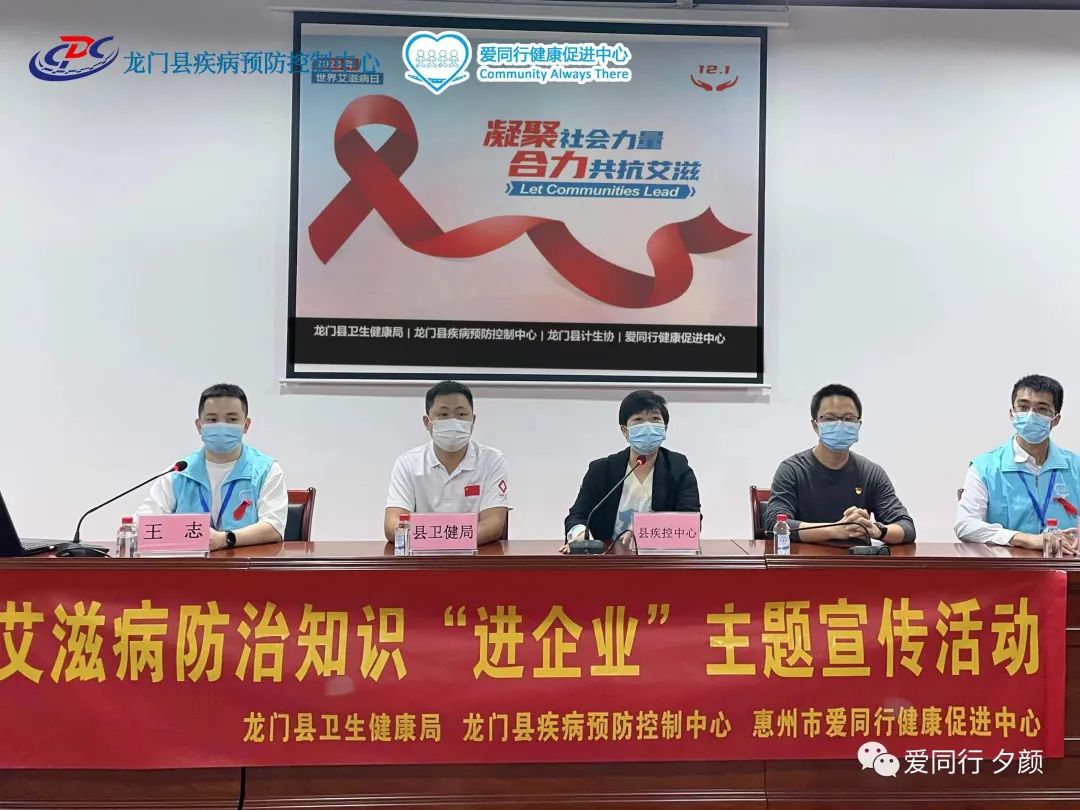 CDC 龙门县疾病预防控制中心
爱同行健康促进中心
Community Always There
2023年
世界艾滋病日
12.1
凝聚社会力量
合力共抗艾滋
Let Communities Lead
龙门县卫生健康局 | 龙门县疾病预防控制中心 | 龙门县计生协 | 爱同行健康促进中心
王 志
县卫健局
县疾控中心
艾滋病防治知识“进企业”主题宣传活动
龙门县卫生健康局 龙门县疾病预防控制中心 惠州市爱同行健康促进中心
爱同行 夕颜